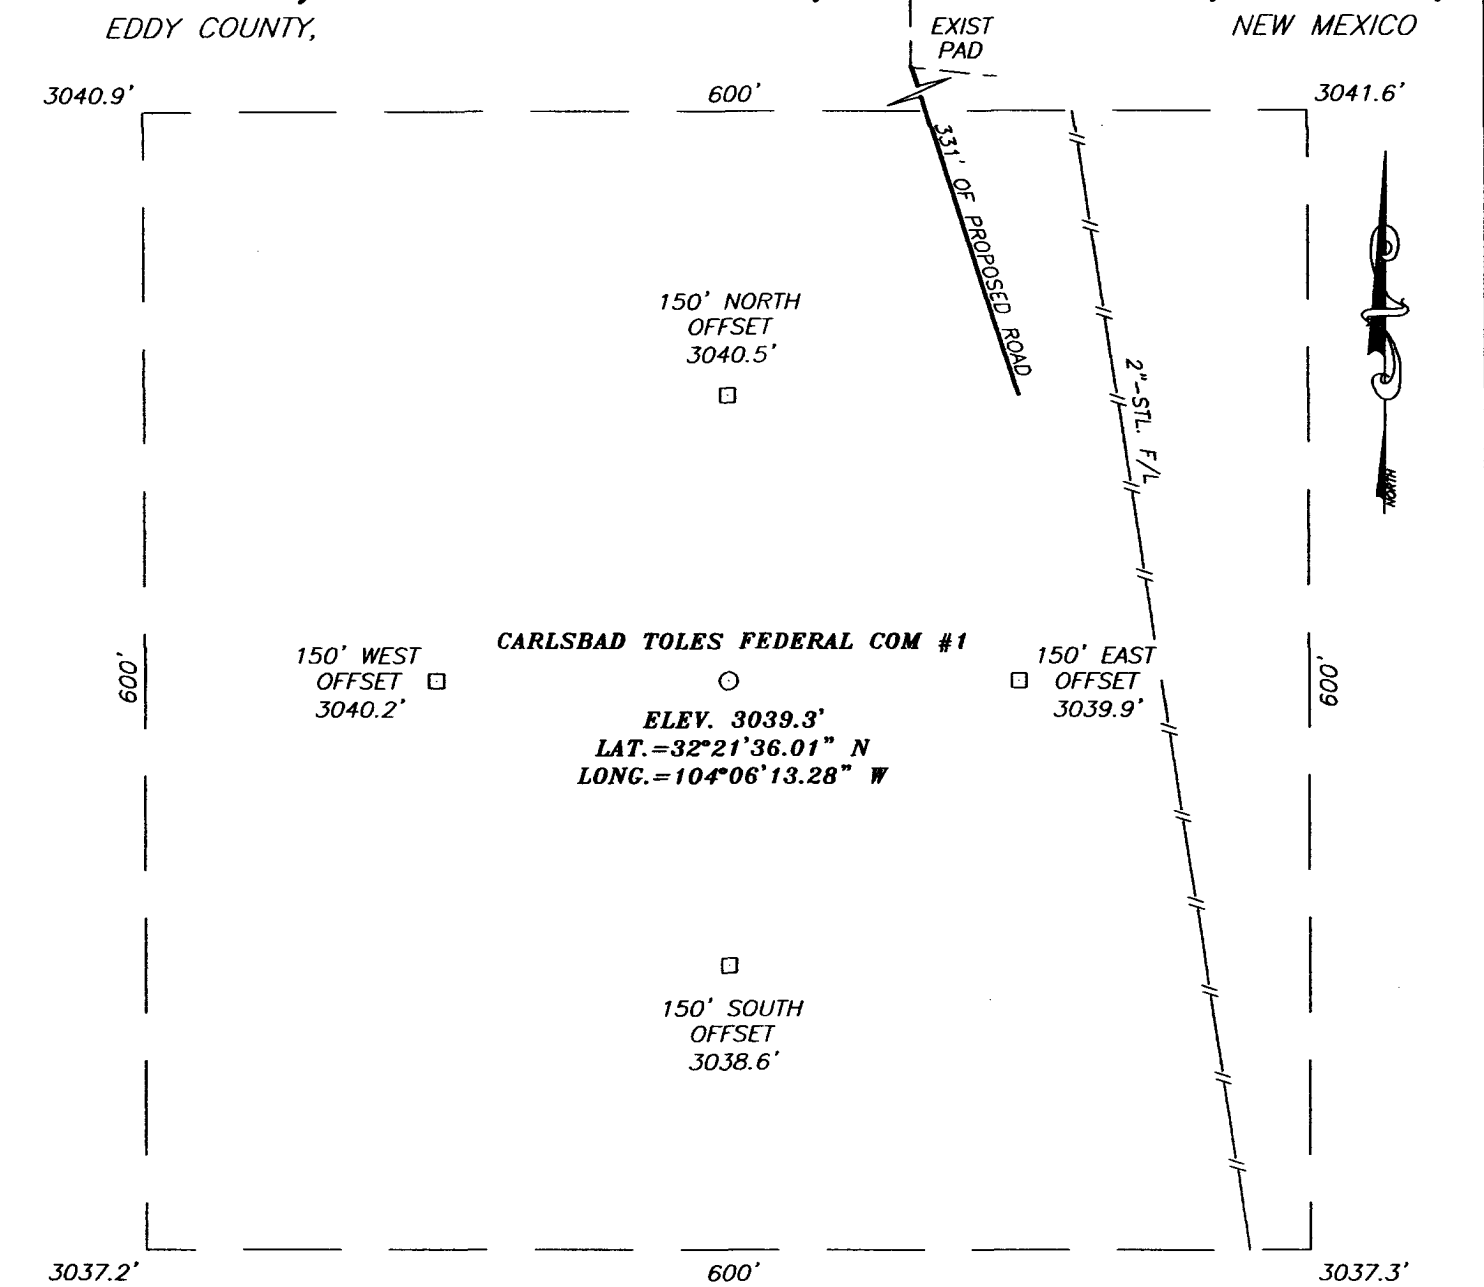 EDDY COUNTY,
NEW MEXICO
EXIST
PAD
3040.9'
600'
3041.6'
331' OF PROPOSED ROAD
150' NORTH
OFFSET
3040.5'
2"-STL. F/L
NORTH
CARLSBAD TOLES FEDERAL COM #1
600'
150' WEST
OFFSET
3040.2'
150' EAST
OFFSET
3039.9'
600'
ELEV. 3039.3'
LAT.=32°21'36.01" N
LONG.=104°06'13.28" W
150' SOUTH
OFFSET
3038.6'
3037.2'
600'
3037.3'